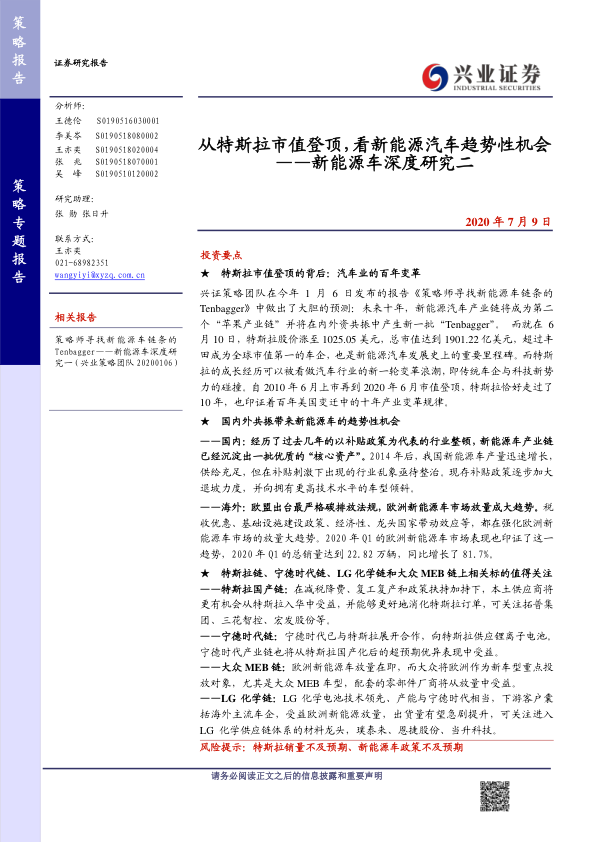 策略报告
策略专题报告
证券研究报告
兴业证券
INDUSTRIAL SECURITIES
分析师：
王德伦 S0190516030001
李美岑 S0190518080002
王亦奕 S0190518020004
张 兆 S0190518070001
吴 峰 S0190510120002
研究助理：
张 勋 张日升
联系方式：
王亦奕
021-68982351
wangyiyi@xyzq.com.cn
相关报告
策略师寻找新能源车链条的
Tenbagger——新能源车深度研
究一（兴业策略团队 20200106）
从特斯拉市值登顶，看新能源汽车趋势性机会
——新能源车深度研究二
2020 年 7 月 9 日
投资要点
★ 特斯拉市值登顶的背后：汽车业的百年变革
兴证策略团队在今年 1 月 6 日发布的报告《策略师寻找新能源车链条的
Tenbagger》中做出了大胆的预测：未来十年，新能源汽车产业链将成为第二
个“苹果产业链”并将在内外资共振中产生新一批“Tenbagger”。 而就在 6
月 10 日，特斯拉股价涨至 1025.05 美元，总市值达到 1901.22 亿美元，超过丰
田成为全球市值第一的车企，也是新能源汽车发展史上的重要里程碑。而特斯
拉的成长经历可以被看做汽车行业的新一轮变革浪潮，即传统车企与科技新势
力的碰撞。自 2010 年 6 月上市再到 2020 年 6 月市值登顶，特斯拉恰好走过了
10 年，也印证着百年美国变迁中的十年产业变革规律。
★ 国内外共振带来新能源车的趋势性机会
——国内：经历了过去几年的以补贴政策为代表的行业整顿，新能源车产业链
已经沉淀出一批优质的“核心资产”。2014 年后，我国新能源车产量迅速增长，
供给充足，但在补贴刺激下出现的行业乱象亟待整治。现存补贴政策逐步加大
退坡力度，并向拥有更高技术水平的车型倾斜。
——海外：欧盟出台最严格碳排放法规，欧洲新能源车市场放量成大趋势。税
收优惠、基础设施建设政策、经济性、龙头国家带动效应等，都在强化欧洲新
能源车市场的放量大趋势。2020 年 Q1 的欧洲新能源车市场表现也印证了这一
趋势，2020 年 Q1 的总销量达到 22.82 万辆，同比增长了 81.7%。
★ 特斯拉链、宁德时代链、LG 化学链和大众 MEB 链上相关标的值得关注
——特斯拉国产链：在减税降费，复工复产和政策扶持加持下，本土供应商将
更有机会从特斯拉入华中受益，并能够更好地消化特斯拉订单，可关注拓普集
团、三花智控、宏发股份等。
——宁德时代链：宁德时代已与特斯拉展开合作，向特斯拉供应锂离子电池。
宁德时代产业链也将从特斯拉国产化后的超预期优异表现中受益。
——大众 MEB 链：欧洲新能源车放量在即，而大众将欧洲作为新车型重点投
放对象，尤其是大众 MEB 车型，配套的零部件厂商将从放量中受益。
——LG 化学链：LG 化学电池技术领先、产能与宁德时代相当，下游客户囊
括海外主流车企，受益欧洲新能源放量，出货量有望急剧提升，可关注进入
LG 化学供应链体系的材料龙头，璞泰来、恩捷股份、当升科技。
风险提示：特斯拉销量不及预期、新能源车政策不及预期
请务必阅读正文之后的信息披露和重要声明